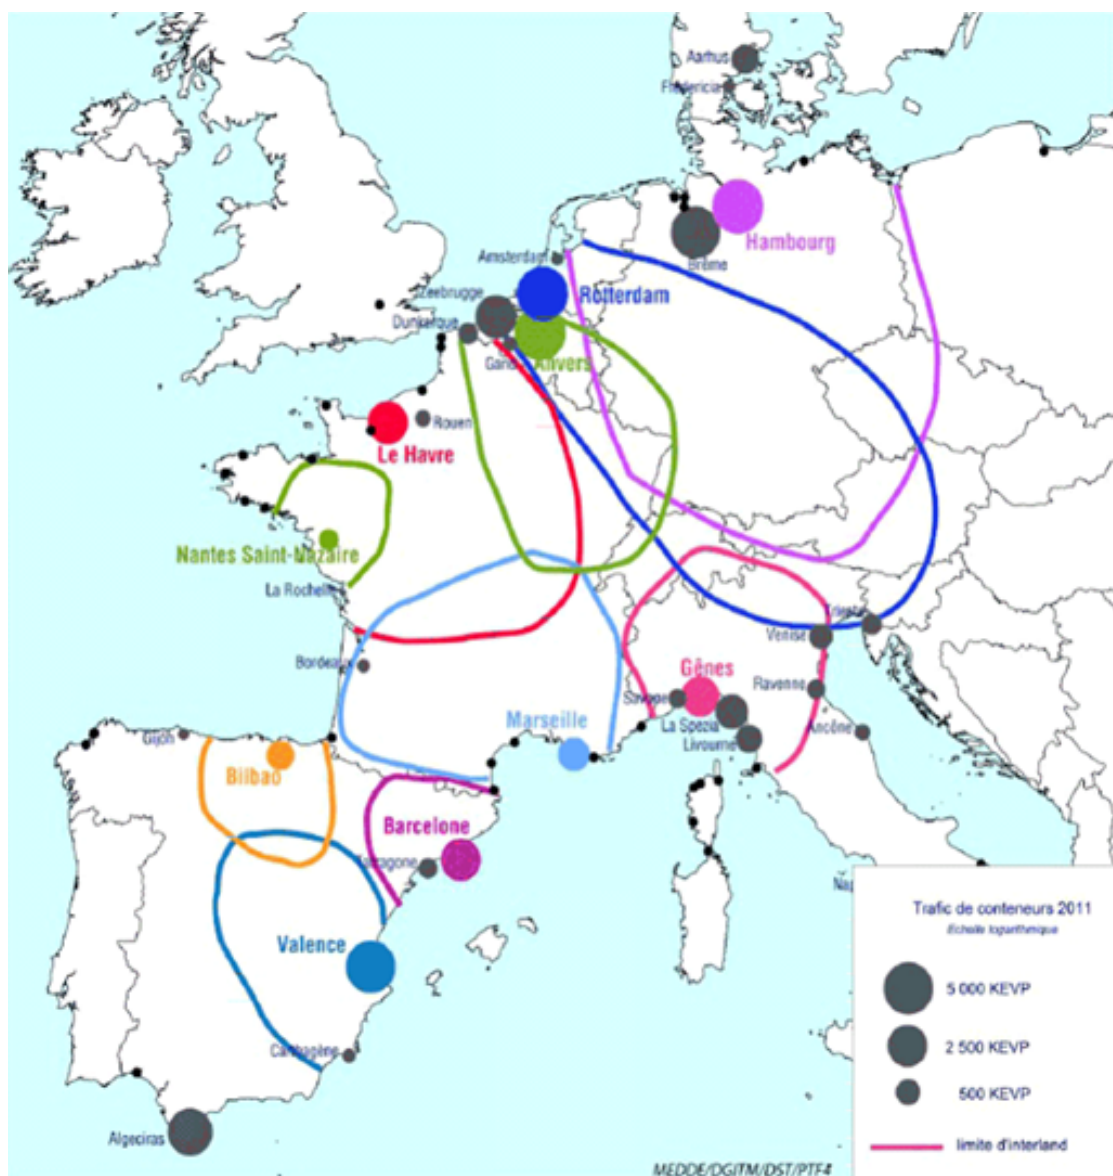 Aarhus
Fredericia
Hambourg
Brême
Amsterdam
Zeebrugge
Rotterdam
Dunkerque
Gand
Anvers
Rouen
Le Havre
Nantes Saint-Nazaire
La Rochelle
Trieste
Venise
Bordeaux
Gênes
Savone
Ravenne
Marseille
La Spezia
Ancône
Gijon
Livourne
Bilbao
Barcelone
Tarragone
Nap
Trafic de conteneurs 2011
Echelle logarithmique
Valence
5 000 KEVP
2 500 KEVP
Carthagène
500 KEVP
Algeciras
limite d'interland
MEDDE/DGITM/DST/PTF4